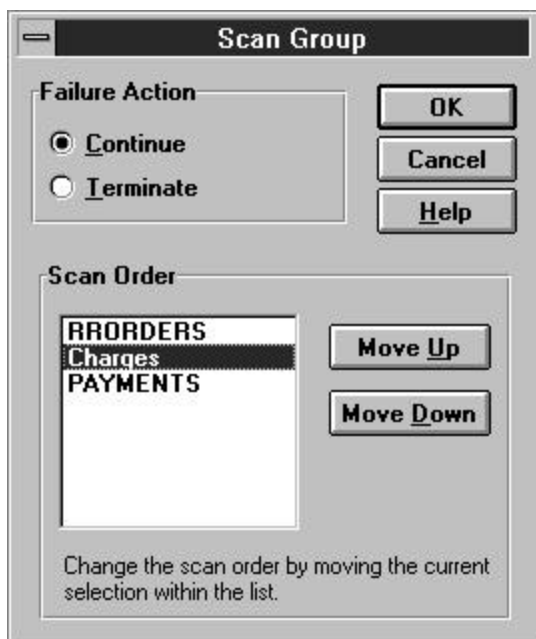 Scan Group
Failure Action
Continue
Terminate
OK
Cancel
Help
Scan Order
RRORDERS
Charges
PAYMENTS
Move Up
Move Down
Change the scan order by moving the current
selection within the list.